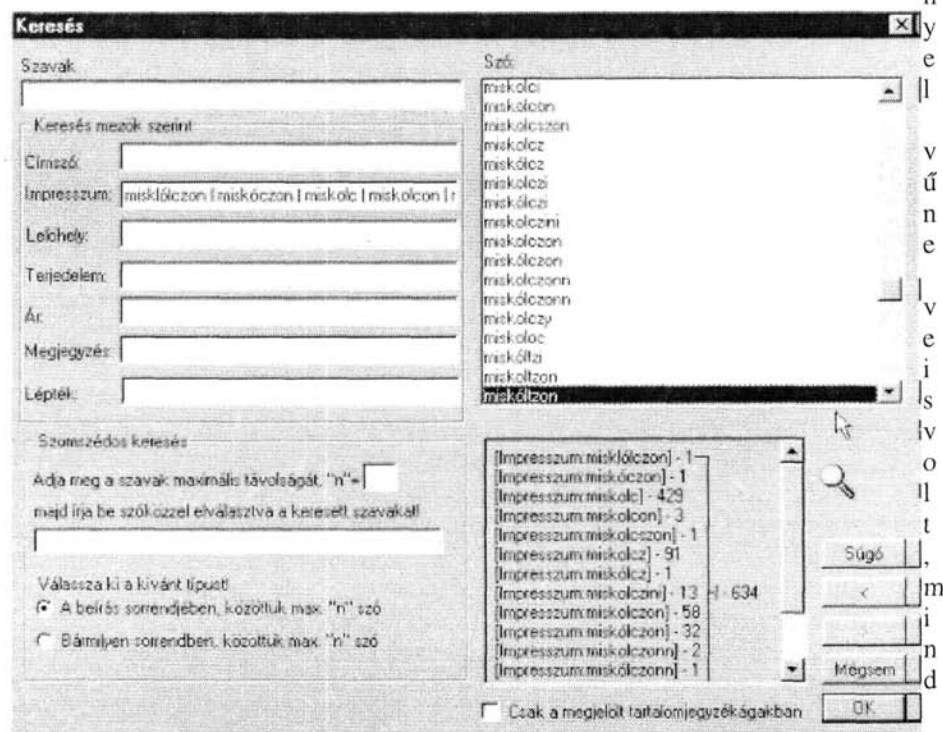 Keresés
Szavak
Keresés mezők szerint
Címszó:
Impresszum: misklólczon | miskóczon | miskolc | miskolcon |
Lelőhely:
Terjedelem:
Ár:
Megjegyzés:
Lépték:
Szomszédos keresés
Adja meg a szavak maximális távolságát, "n"=
majd írja be szóközzel elválasztva a keresett szavakat!
Válassza ki a kívánt típust!
A beírás sorrendjében, közöttük max. "n" szó
Bármilyen sorrendben, közöttük max. "n" szó
Szó:
miskolci
miskolcon
miskolcszon
miskolcz
miskólcz
miskolczi
miskólczi
miskolczini
miskolczon
miskólczon
miskolczonn
miskólczonn
miskolczy
miskoloc
miskóltzi
miskoltzon
miskóltzon
[Impresszum:misklólczon] - 1
[Impresszum:miskóczon] - 1
[Impresszum:miskolc] - 429
[Impresszum:miskolcon] - 3
[Impresszum:miskolcszon] - 1
[Impresszum:miskolcz] - 91
[Impresszum:miskólcz] - 1
[Impresszum:miskolczini] - 13 - 634
[Impresszum:miskolczon] - 58
[Impresszum:miskólczon] - 32
[Impresszum:miskolczonn] - 2
[Impresszum:miskólczonn] - 1
Csak a megjelölt tartalomjegyzékágakban
Súgó
<
Mégsem
OK
y
e
l
v
ű
n
e
v
e
i
s
v
o
l
t
,
m
i
n
d